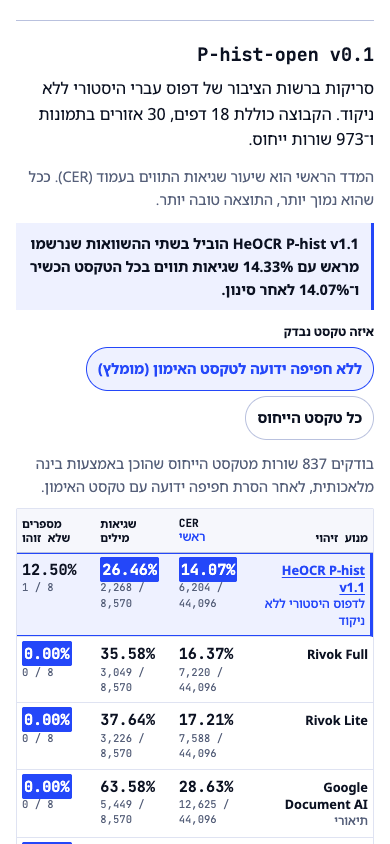 P-hist-open v0.1
סריקות ברשות הציבור של דפוס עברי היסטורי ללא
ניקוד. הקבוצה כוללת 18 דפים, 30 אזורים בתמונות
ו־973 שורות ייחוס.
המדד הראשי הוא שיעור שגיאות התווים בעמוד (CER). ככל
שהוא נמוך יותר, התוצאה טובה יותר.
HeOCR P-hist v1.1 הוביל בשתי ההשוואות שנרשמו
מראש עם 14.33% שגיאות תווים בכל הטקסט הכשיר
ו־14.07% לאחר סינון.
איזה טקסט נבדק
ללא חפיפה ידועה לטקסט האימון (מומלץ)
כל טקסט הייחוס
בודקים 837 שורות מטקסט הייחוס שהוכן באמצעות בינה
מלאכותית, לאחר הסרת חפיפה ידועה עם טקסט האימון.
מנוע זיהוי CER ראשי שגיאות מילים מספרים שלא זוהו
HeOCR P-hist v1.1 לדפוס היסטורי ללא ניקוד 14.07% 6,204 / 44,096 26.46% 2,268 / 8,570 12.50% 1 / 8
Rivok Full 16.37% 7,220 / 44,096 35.58% 3,049 / 8,570 0.00% 0 / 8
Rivok Lite 17.21% 7,588 / 44,096 37.64% 3,226 / 8,570 0.00% 0 / 8
Google Document AI תיאורי 28.63% 12,625 / 44,096 63.58% 5,449 / 8,570 0.00% 0 / 8